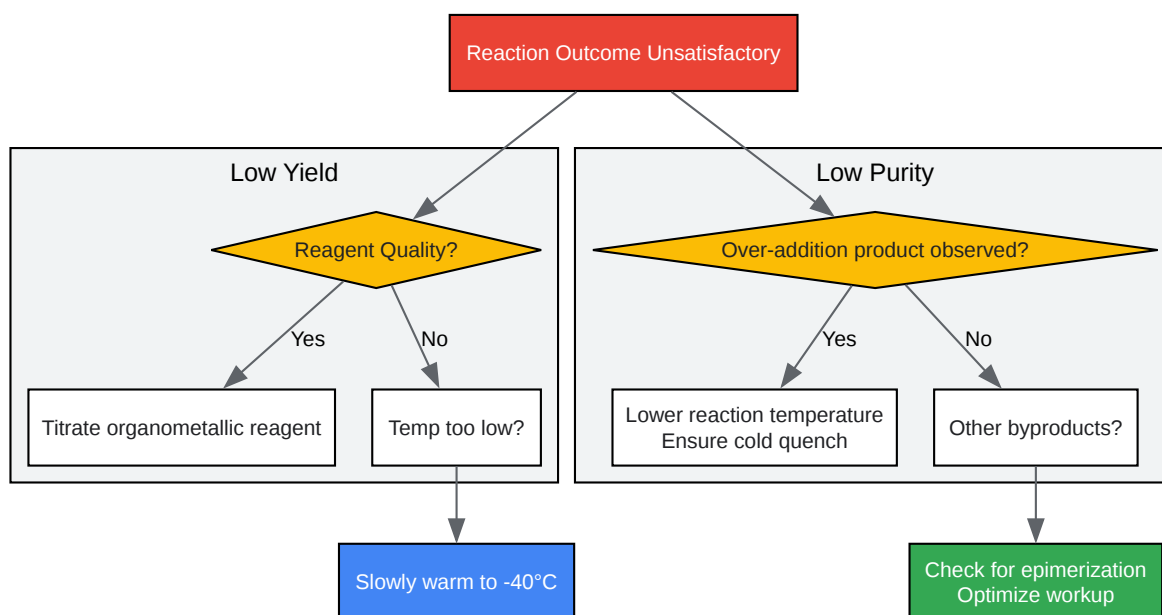 Reaction Outcome Unsatisfactory
Low Yield
Low Purity
Reagent Quality?
Over-addition product observed?
Yes
No
Yes
No
Titrate organometallic reagent
Temp too low?
Lower reaction temperature
Ensure cold quench
Other byproducts?
Slowly warm to -40°C
Check for epimerization
Optimize workup